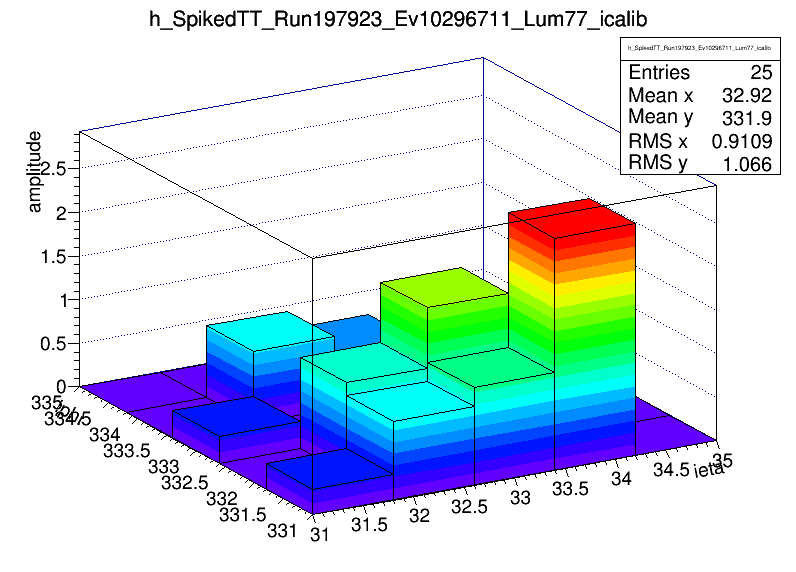 h_SpikedTT_Run197923_Ev10296711_Lum77_icalib
h_SpikedTT_Run197923_Ev10296711_Lum77_icalib
Entries 25
Mean x 32.92
Mean y 331.9
RMS x 0.9109
RMS y 1.066
amplitude
2.5
2
1.5
1
0.5
0
335
334.5
334
333.5
333
332.5
332
331.5
331
31
31.5
32
32.5
33
33.5
34
34.5
35
ieta